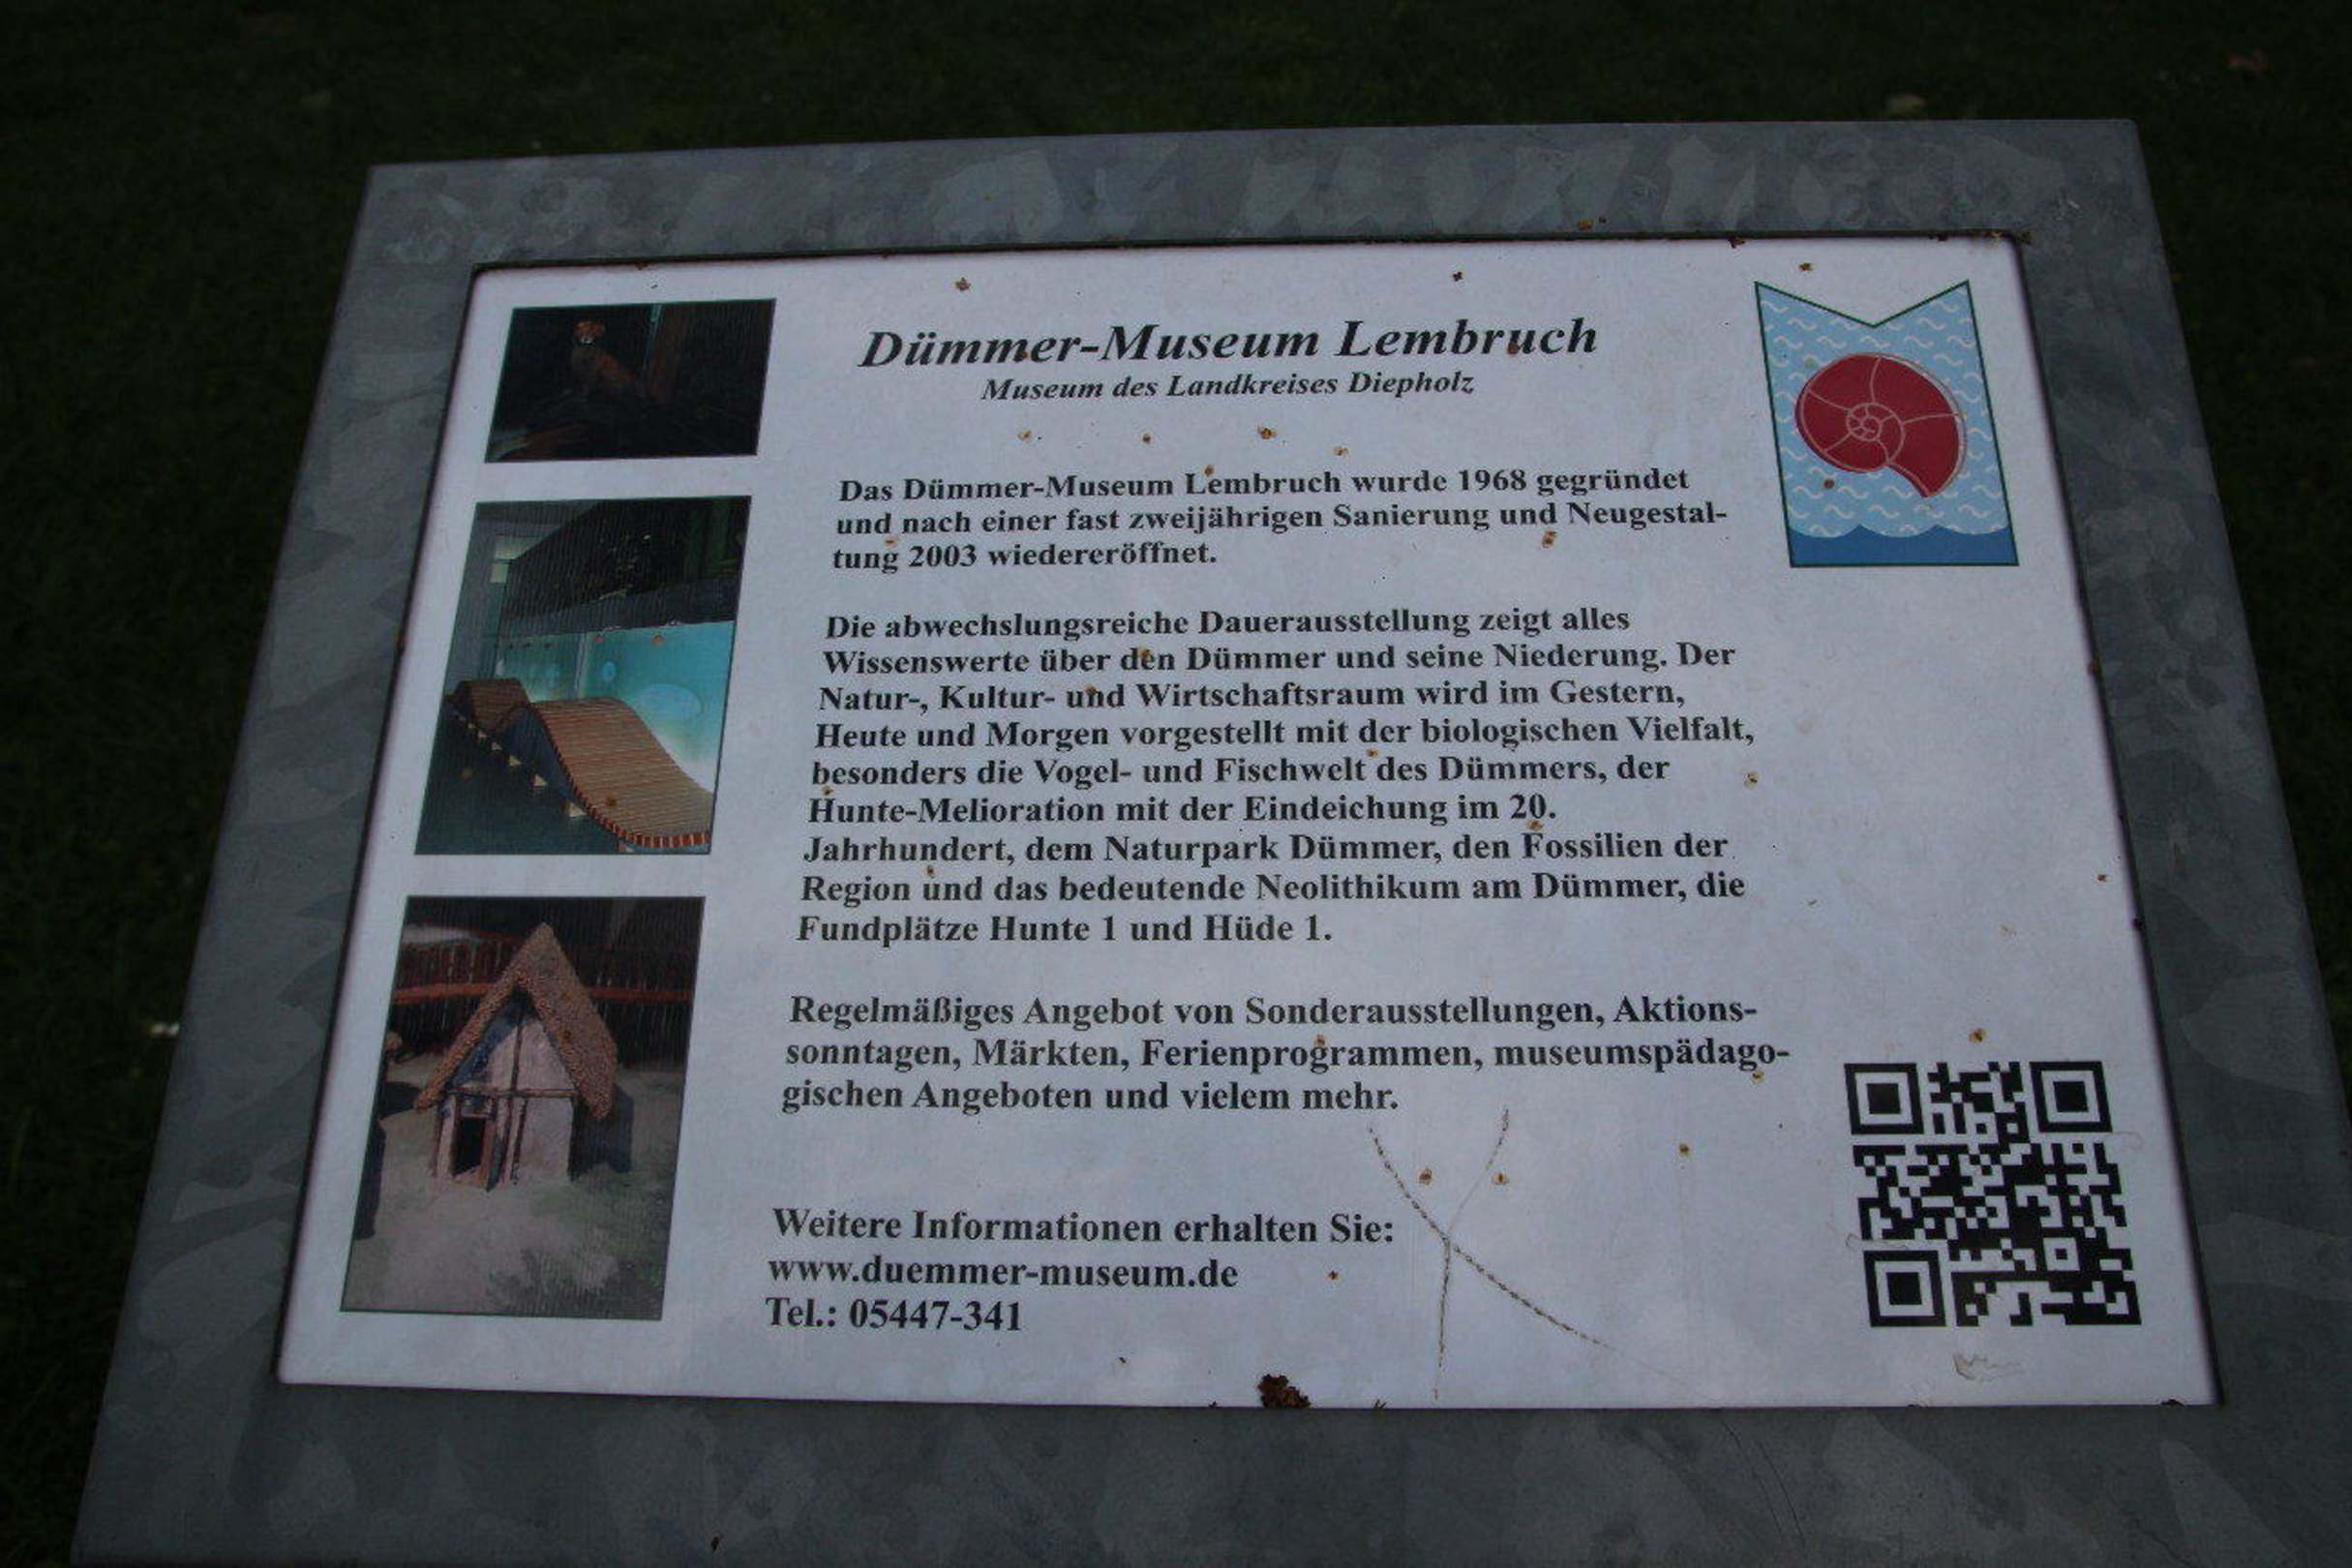 Dümmer-Museum Lembruch
Museum des Landkreises Diepholz
Das Dümmer-Museum Lembruch wurde 1968 gegründet
und nach einer fast zweijährigen Sanierung und Neugestal-
tung 2003 wiedereröffnet.
Die abwechslungsreiche Dauerausstellung zeigt alles
Wissenswerte über den Dümmer und seine Niederung. Der
Natur-, Kultur- und Wirtschaftsraum wird im Gestern,
Heute und Morgen vorgestellt mit der biologischen Vielfalt,
besonders die Vogel- und Fischwelt des Dümmers, der
Hunte-Melioration mit der Eindeichung im 20.
Jahrhundert, dem Naturpark Dümmer, den Fossilien der
Region und das bedeutende Neolithikum am Dümmer, die
Fundplätze Hunte 1 und Hüde 1.
Regelmäßiges Angebot von Sonderausstellungen, Aktions-
sonntagen, Märkten, Ferienprogrammen, museumspädago-
gischen Angeboten und vielem mehr.
Weitere Informationen erhalten Sie:
www.duemmer-museum.de
Tel.: 05447-341